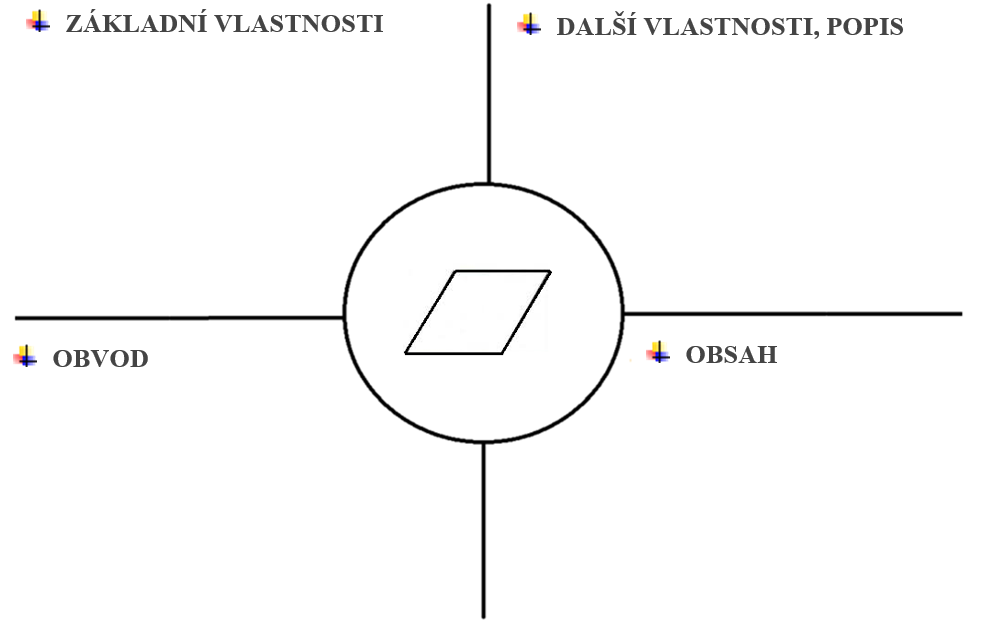 ZÁKLADNÍ VLASTNOSTI
DALŠÍ VLASTNOSTI, POPIS
OBVOD
OBSAH